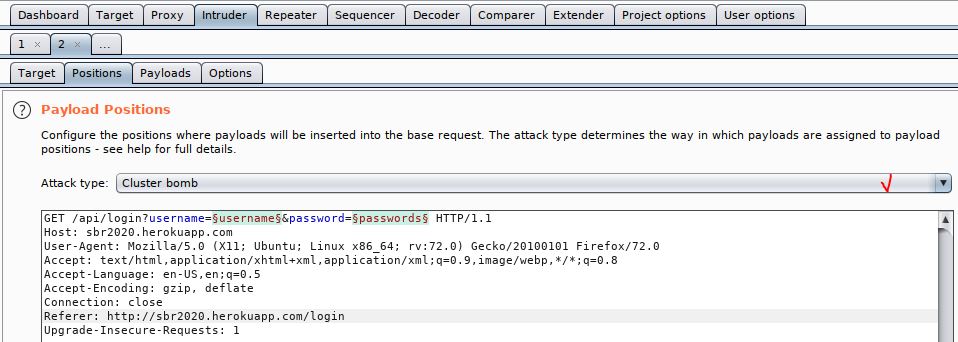 Dashboard Target Proxy Intruder Repeater Sequencer Decoder Comparer Extender Project options User options
1 × 2 × ...
Target Positions Payloads Options
? Payload Positions
Configure the positions where payloads will be inserted into the base request. The attack type determines the way in which payloads are assigned to payload
positions - see help for full details.
Attack type: Cluster bomb
GET /api/login?username=§username§&password=§passwords§ HTTP/1.1
Host: sbr2020.herokuapp.com
User-Agent: Mozilla/5.0 (X11; Ubuntu; Linux x86_64; rv:72.0) Gecko/20100101 Firefox/72.0
Accept: text/html,application/xhtml+xml,application/xml;q=0.9,image/webp,*/*;q=0.8
Accept-Language: en-US,en;q=0.5
Accept-Encoding: gzip, deflate
Connection: close
Referer: http://sbr2020.herokuapp.com/login
Upgrade-Insecure-Requests: 1